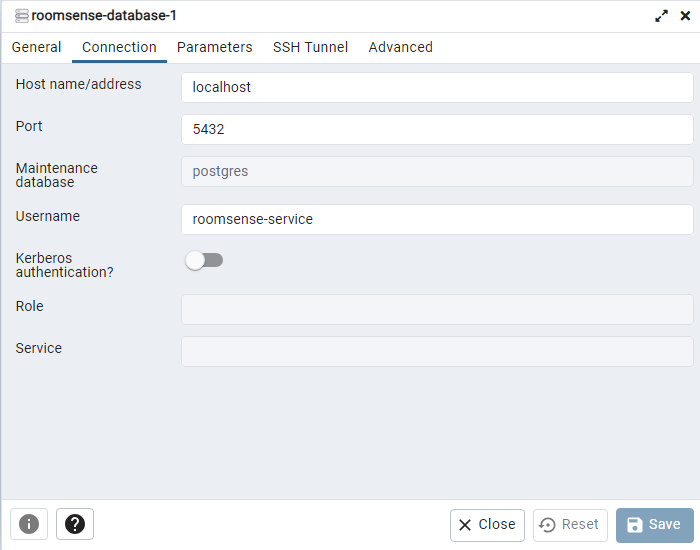 roomsense-database-1
General Connection Parameters SSH Tunnel Advanced
Host name/address localhost
Port 5432
Maintenance
database
postgres
Username roomsense-service
Kerberos
authentication?
Role
Service
Close Reset Save